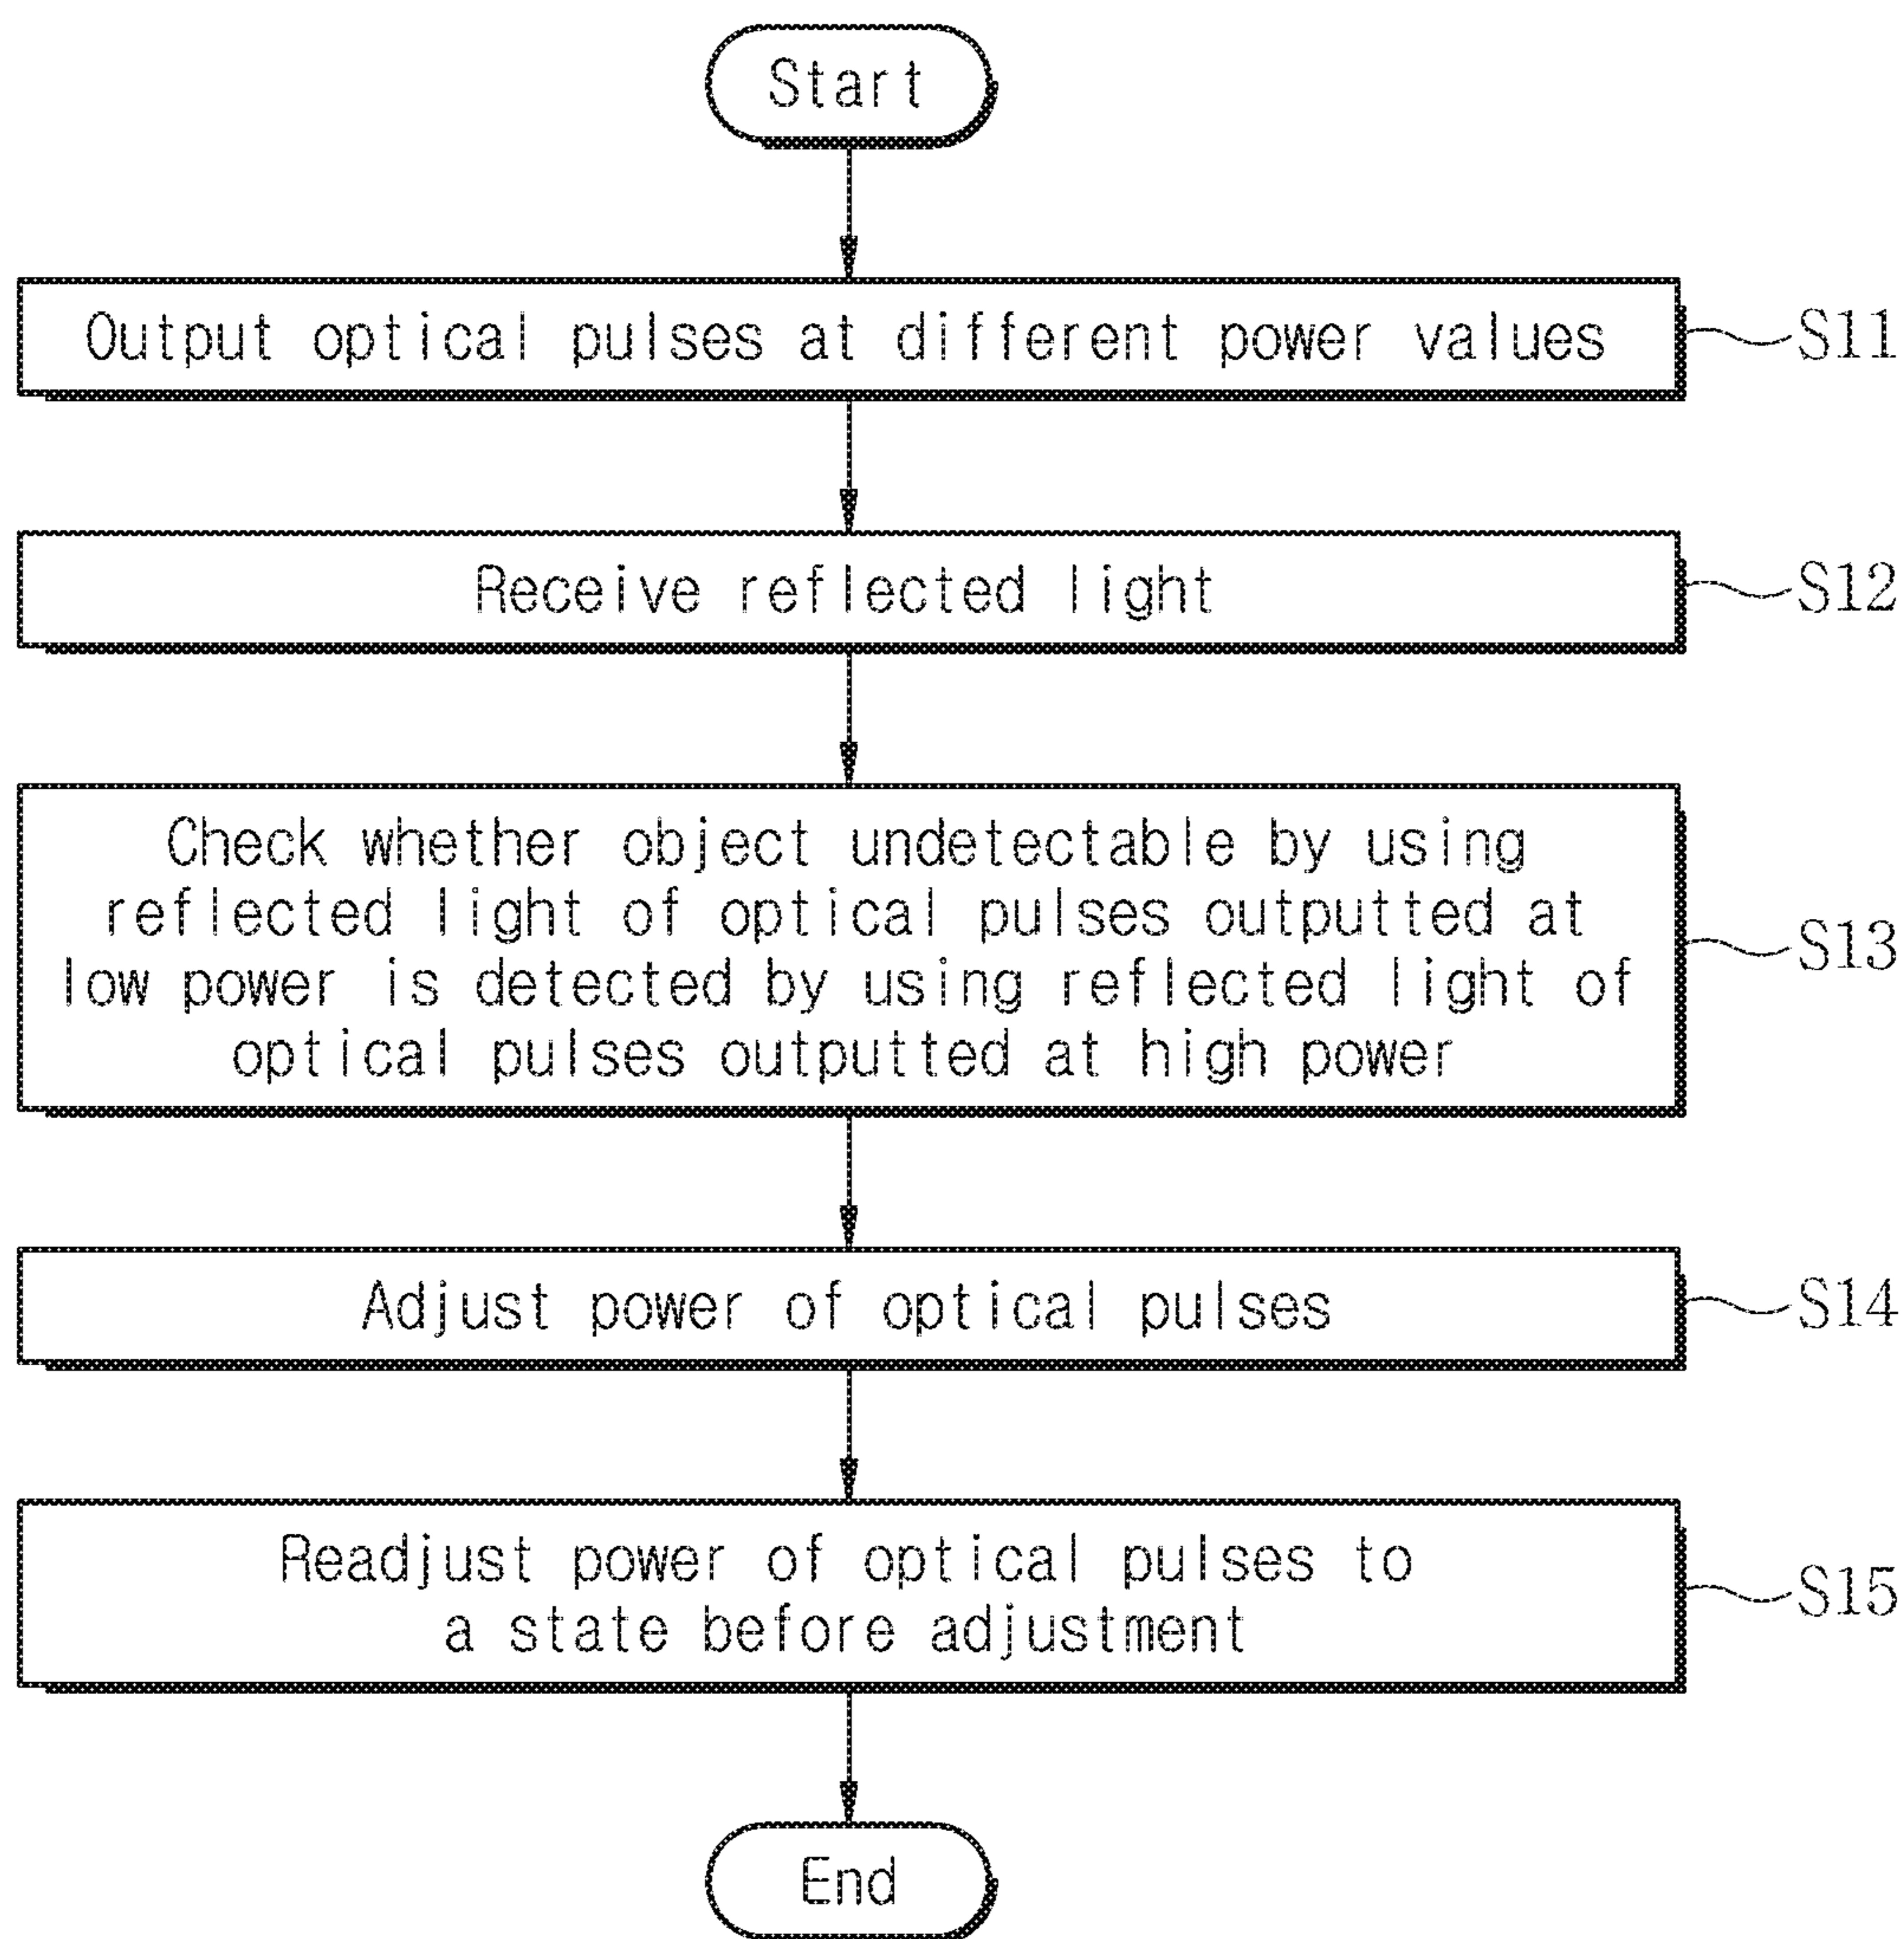 Start
Output optical pulses at different power values
S11
Receive reflected light
S12
Check whether object undetectable by using
reflected light of optical pulses outputted at
low power is detected by using reflected light of
optical pulses outputted at high power
S13
Adjust power of optical pulses
S14
Readjust power of optical pulses to
a state before adjustment
S15
End